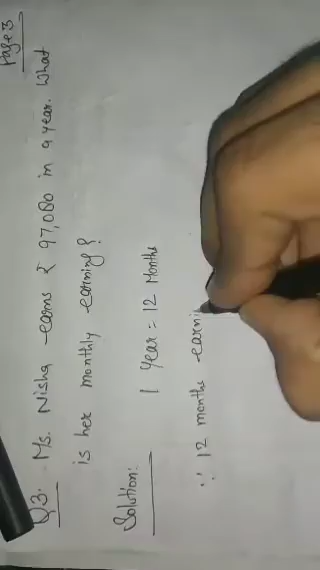 Page 3
Q3. Ms. Nisha earns ₹ 97,080 in a year. What
is her monthly earning?
Solution:
1 Year = 12 Months
∵ 12 months earni